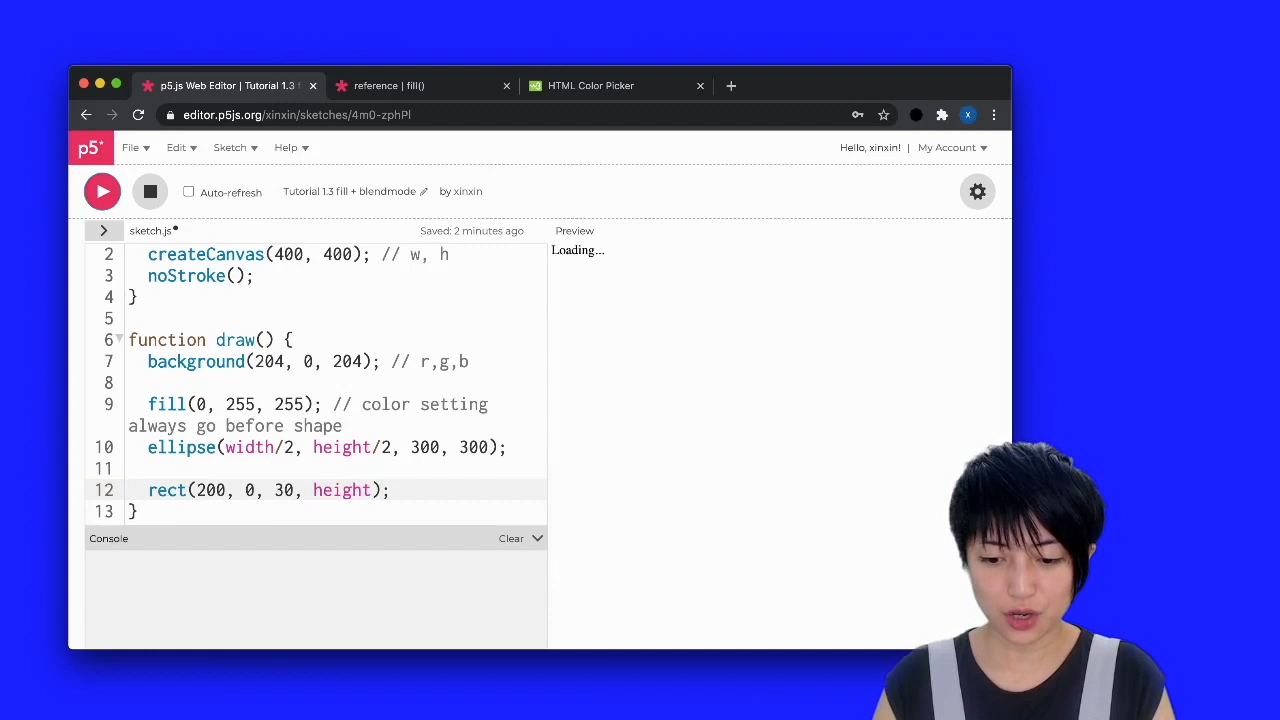 p5.js Web Editor | Tutorial 1.3 f
reference | fill()
HTML Color Picker
editor.p5js.org/xinxin/sketches/4m0-zphPl
X
p5*
File
Edit
Sketch
Help
Hello, xinxin! | My Account
Auto-refresh
Tutorial 1.3 fill + blendmode
by xinxin
sketch.js
Saved: 2 minutes ago
Preview
Loading...
2 createCanvas(400, 400); // w, h
3 noStroke();
4 }
5
6 function draw() {
7 background(204, 0, 204); // r,g,b
8
9 fill(0, 255, 255); // color setting
always go before shape
10 ellipse(width/2, height/2, 300, 300);
11
12 rect(200, 0, 30, height);
13 }
Console
Clear